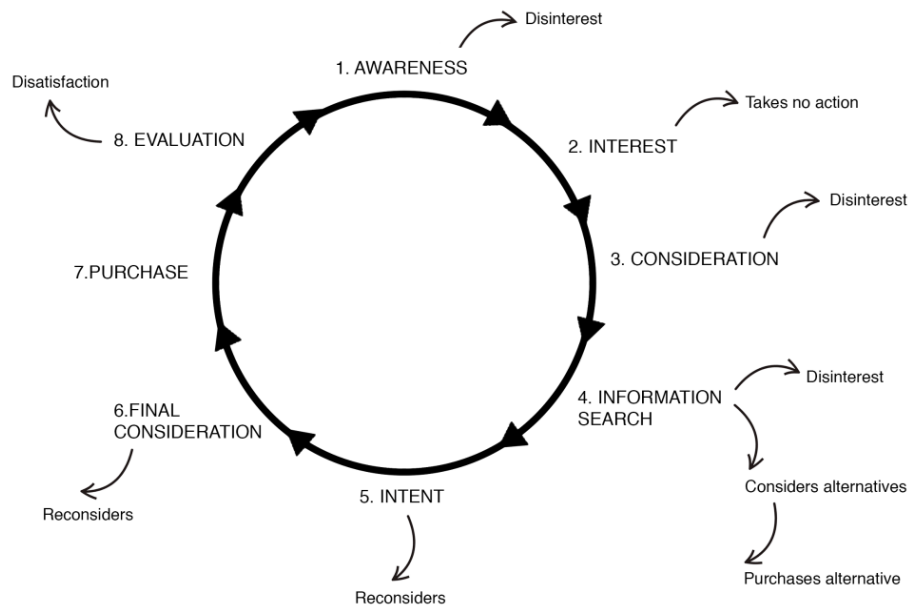 Disinterest
1. AWARENESS
Disatisfaction
8. EVALUATION
2. INTEREST
Takes no action
Disinterest
3. CONSIDERATION
7.PURCHASE
Disinterest
4. INFORMATION
SEARCH
6.FINAL
CONSIDERATION
Considers alternatives
5. INTENT
Reconsiders
Purchases alternative
Reconsiders